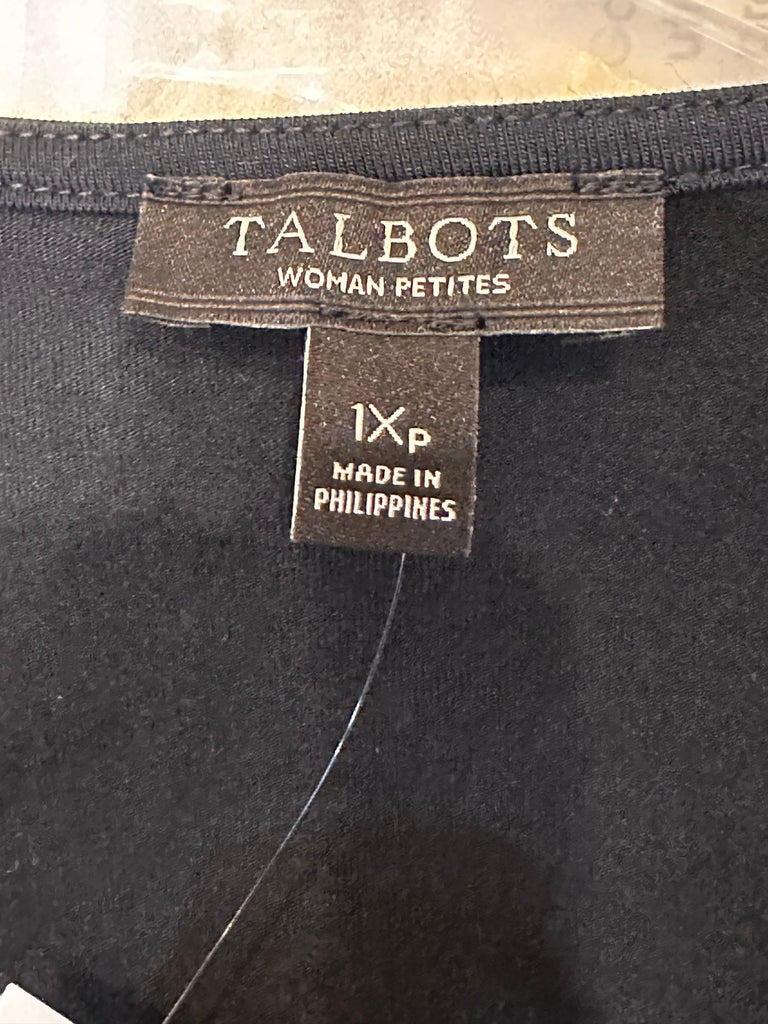 TALBOTS
WOMAN PETITES
1XP
MADE IN
PHILIPPINES